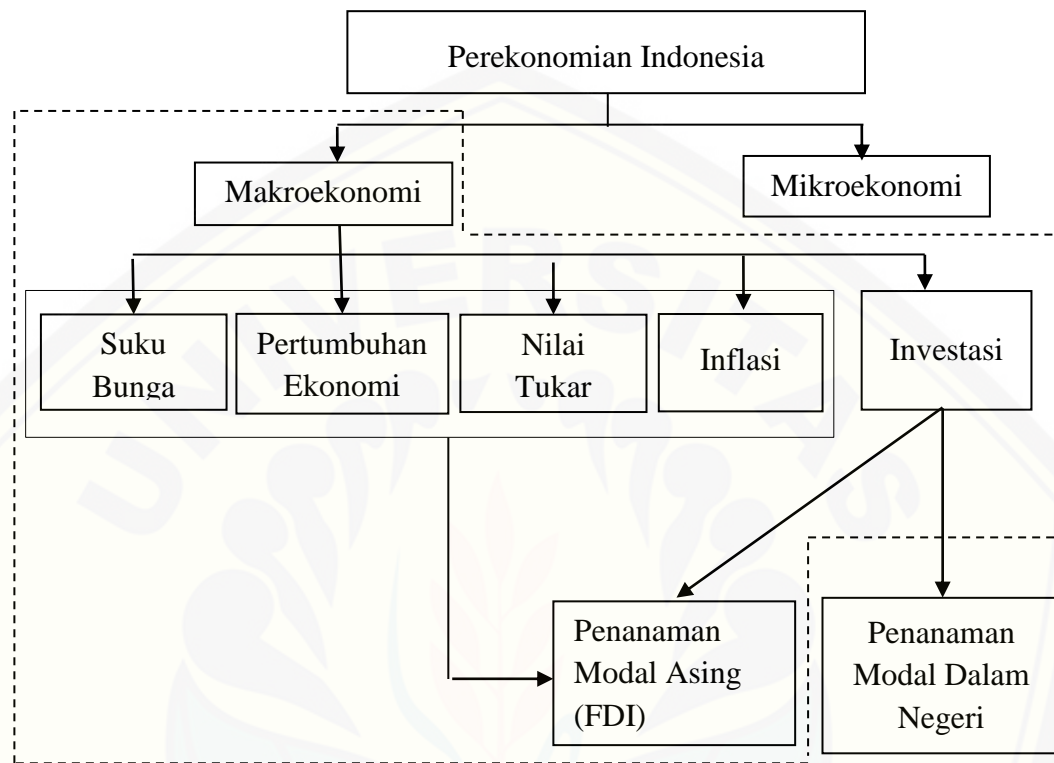 Perekonomian Indonesia
Makroekonomi
Mikroekonomi
Suku
Bunga
Pertumbuhan
Ekonomi
Nilai
Tukar
Inflasi
Investasi
Penanaman
Modal Asing
(FDI)
Penanaman
Modal Dalam
Negeri
UNIVERSITAS